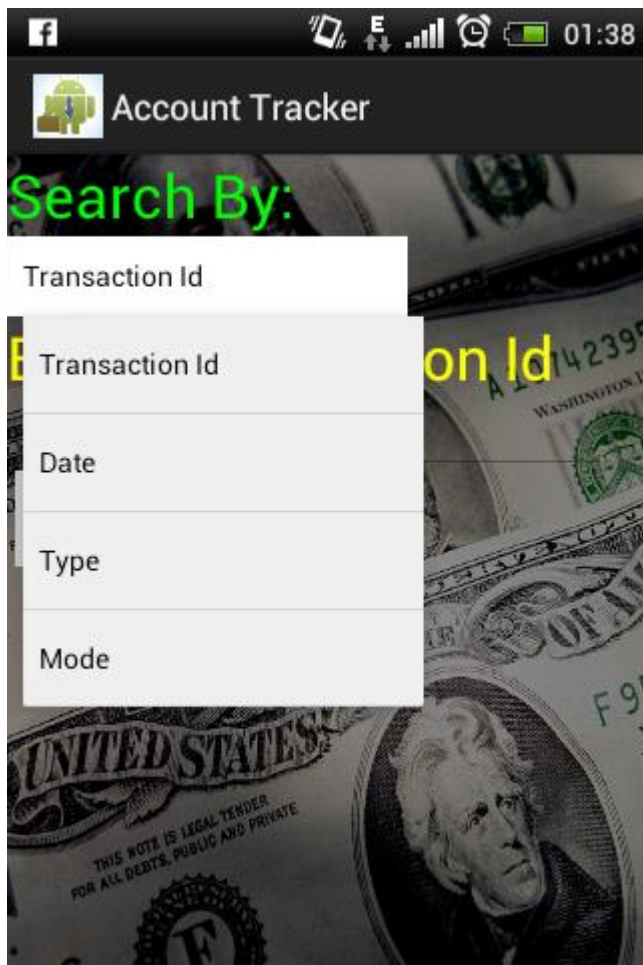 E
01:38
Account Tracker
Search By:
Transaction Id
Transaction Id
E on Id
Date
Type
Mode
WASHINGTON
UNITED STATES
THIS NOTE IS LEGAL TENDER
FOR ALL DEBTS, PUBLIC AND PRIVATE
F